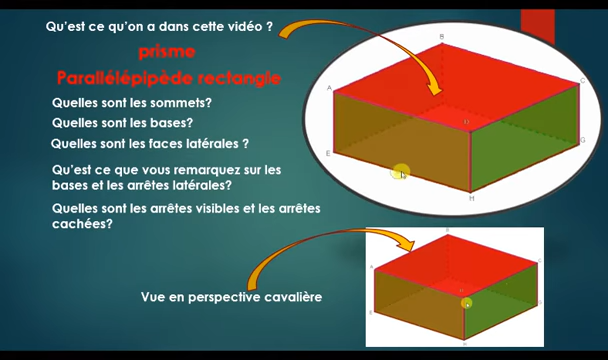 Qu'est ce qu'on a dans cette vidéo ?
prisme
Parallélépipède rectangle
Quelles sont les sommets?
Quelles sont les bases?
Quelles sont les faces latérales ?
Qu'est ce que vous remarquez sur les
bases et les arrêtes latérales?
Quelles sont les arrêtes visibles et les arrêtes
cachées?
Vue en perspective cavalière
B
A
C
E
G
H